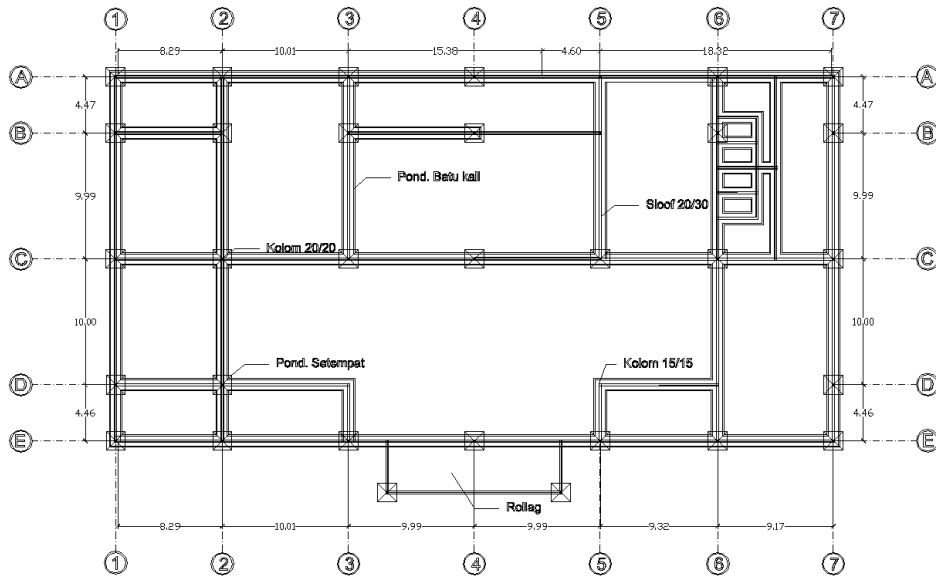 1 2 3 4 5 6 7
8.29 10.01 15.38 4.60 18.32
A A
4.47 4.47
B B
Pond. Batu kali
9.99 Sloof 20/30 9.99
Kolom 20/20
C C
10.00 10.00
Pond. Setempat Kolom 15/15
D D
4.46 4.46
E E
Rollag
8.29 10.01 9.99 9.99 9.32 9.17
1 2 3 4 5 6 7